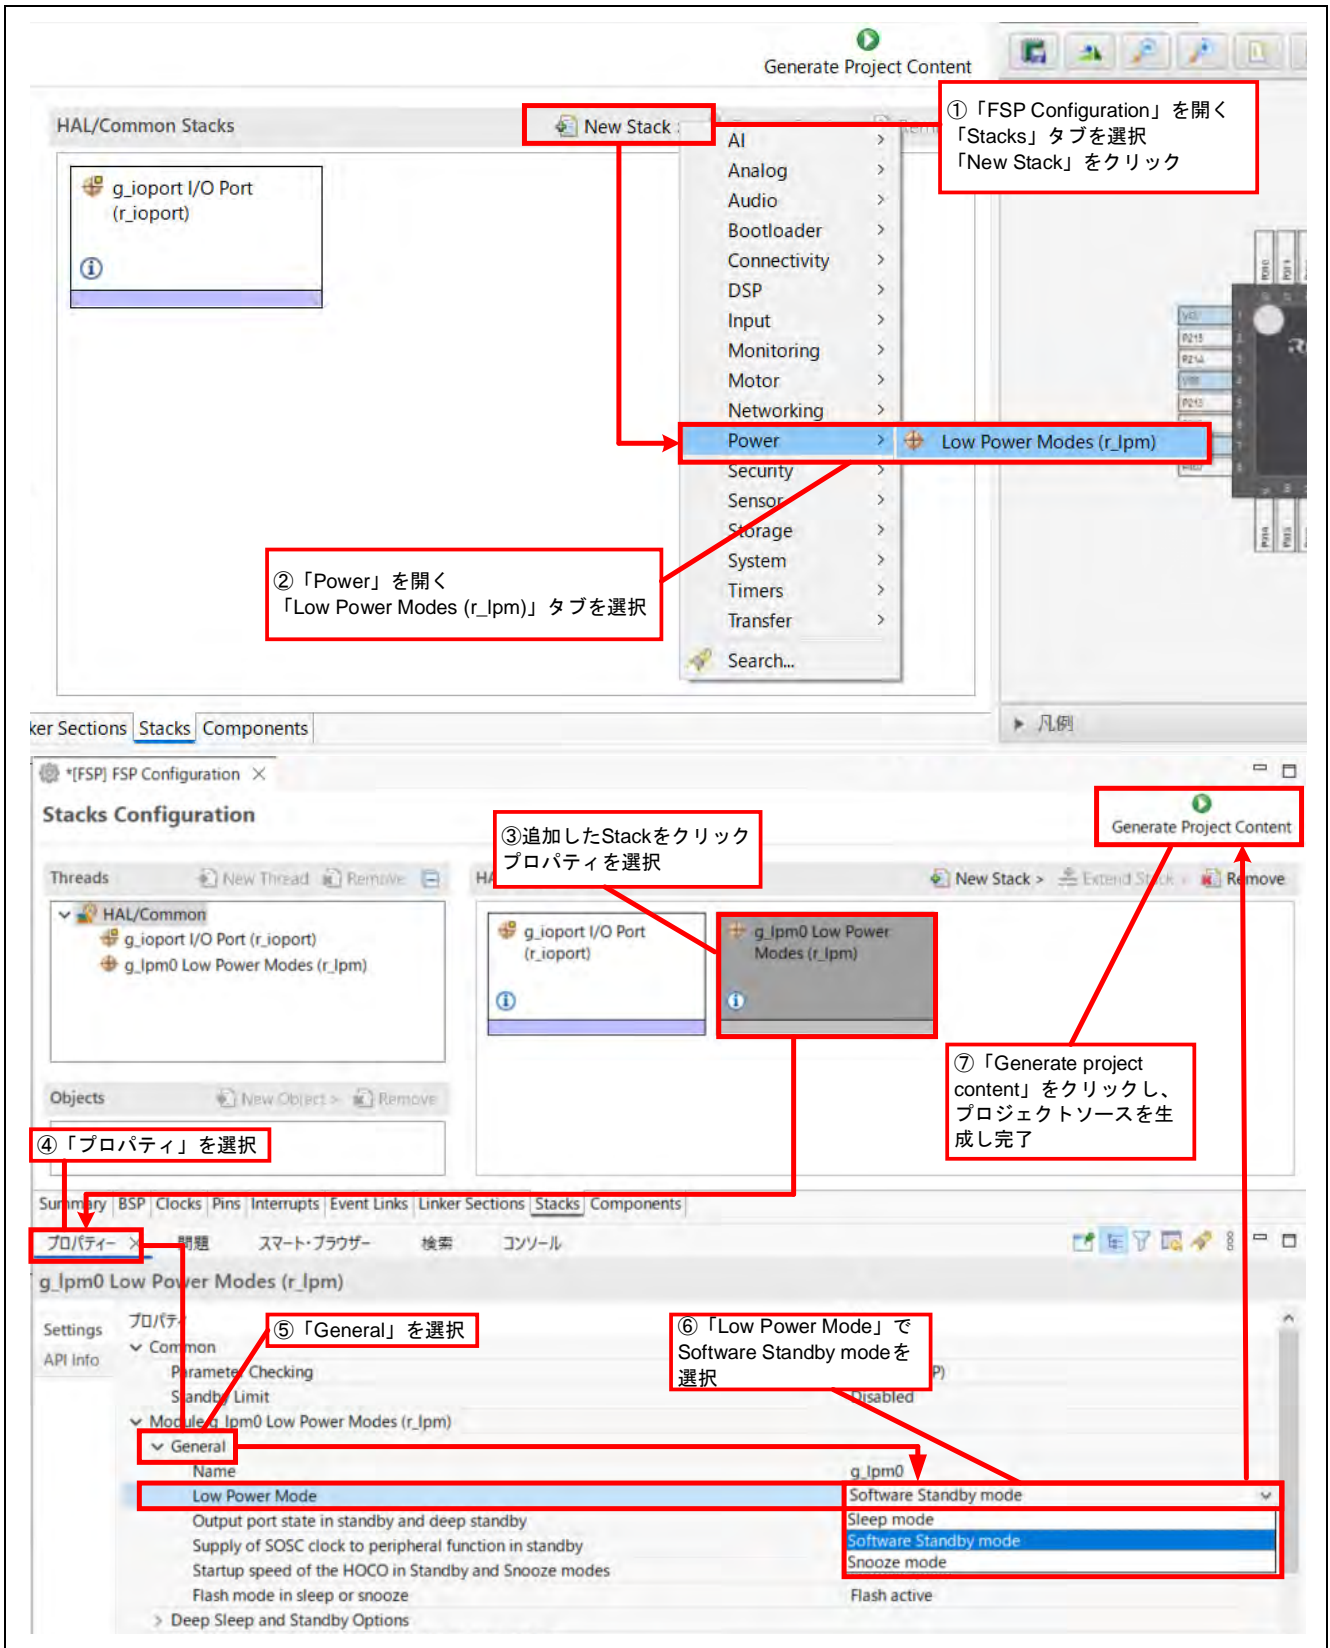 Generate Project Content
HAL/Common Stacks
New Stack
①「FSP Configuration」を開く
「Stacks」タブを選択
「New Stack」をクリック
g_ioport I/O Port
(r_ioport)
AI
Analog
Audio
Bootloader
Connectivity
DSP
Input
Monitoring
Motor
Networking
Power
Low Power Modes (r_lpm)
Security
Sensor
Storage
System
Timers
Transfer
Search...
②「Power」を開く
「Low Power Modes (r_lpm)」タブを選択
ker Sections Stacks Components
凡例
*[FSP] FSP Configuration
Stacks Configuration
Generate Project Content
③追加したStackをクリック
プロパティを選択
Threads New Thread Remove
New Stack > Extend Stack > Remove
HAL/Common
g_ioport I/O Port (r_ioport)
g_lpm0 Low Power Modes (r_lpm)
g_ioport I/O Port
(r_ioport)
g_lpm0 Low Power
Modes (r_lpm)
⑦「Generate project
content」をクリックし、
プロジェクトソースを生
成し完了
Objects New Object > Remove
④「プロパティ」を選択
Summary BSP Clocks Pins Interrupts Event Links Linker Sections Stacks Components
プロパティー 問題 スマート・ブラウザー 検索 コンソール
g_lpm0 Low Power Modes (r_lpm)
Settings
API Info
プロパティ
⑤「General」を選択
⑥「Low Power Mode」で
Software Standby modeを
選択
Common
Parameter Checking
Standby Limit Disabled
Module g_lpm0 Low Power Modes (r_lpm)
General
Name g_lpm0
Low Power Mode Software Standby mode
Output port state in standby and deep standby Sleep mode
Supply of SOSC clock to peripheral function in standby Software Standby mode
Startup speed of the HOCO in Standby and Snooze modes Snooze mode
Flash mode in sleep or snooze Flash active
Deep Sleep and Standby Options